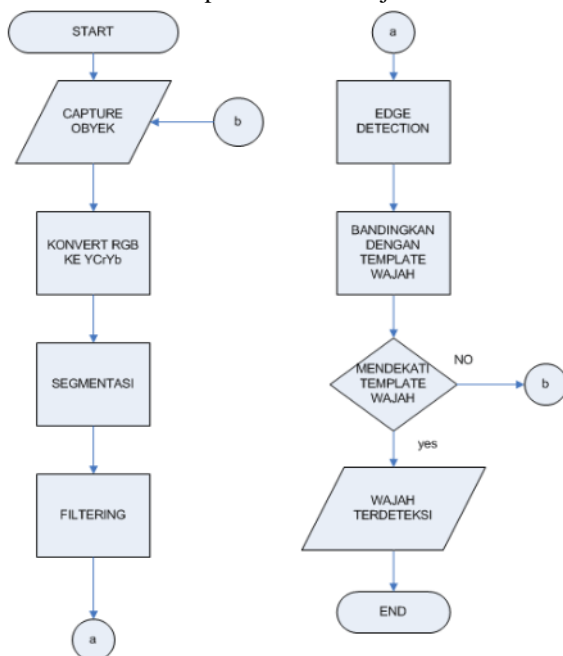 START
CAPTURE
OBYEK
b
KONVERT RGB
KE YCrYb
SEGMENTASI
FILTERING
a
a
EDGE
DETECTION
BANDINGKAN
DENGAN
TEMPLATE
WAJAH
MENDEKATI
TEMPLATE
WAJAH
NO
b
yes
WAJAH
TERDETEKSI
END